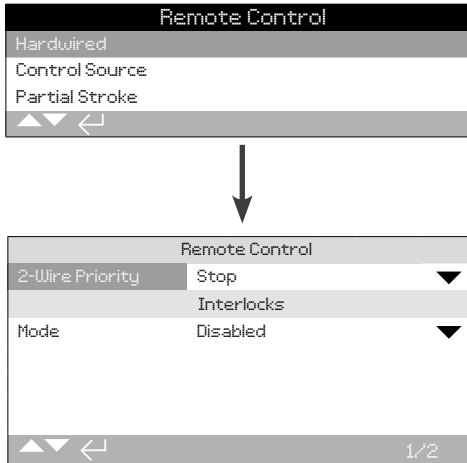 Remote Control
Hardwired
Control Source
Partial Stroke
Remote Control
2-Wire Priority Stop
Interlocks
Mode Disabled
1/2